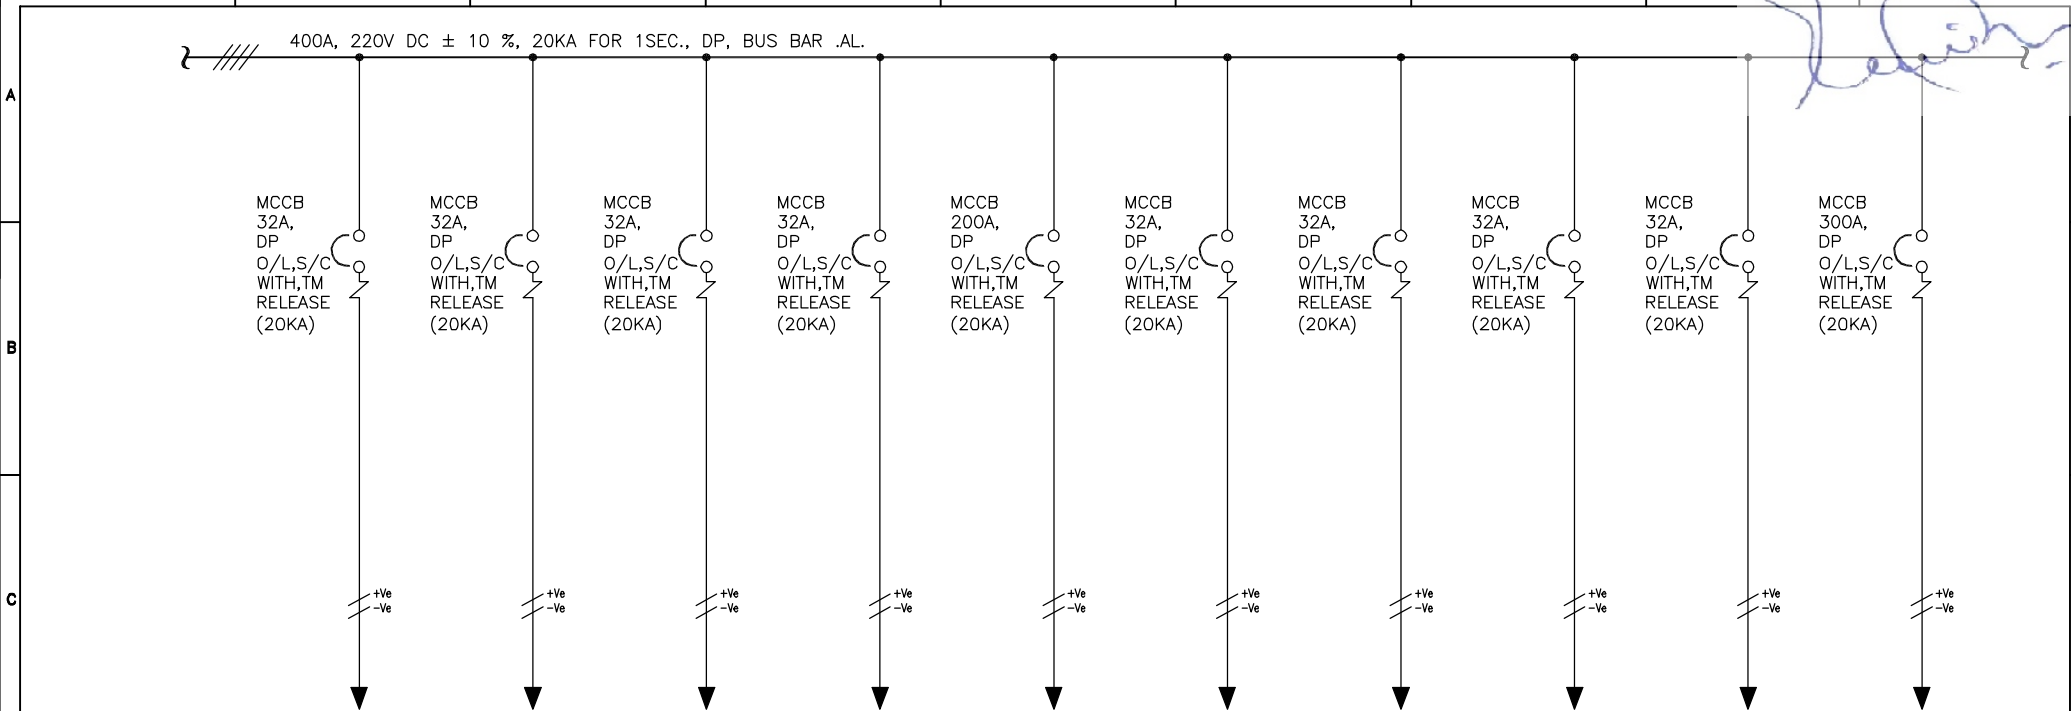 400A, 220V DC ± 10 %, 20KA FOR 1SEC., DP, BUS BAR .AL.
A
MCCB
32A,
DP
O/L,S/C
WITH,TM
RELEASE
(20KA)
MCCB
32A,
DP
O/L,S/C
WITH,TM
RELEASE
(20KA)
MCCB
32A,
DP
O/L,S/C
WITH,TM
RELEASE
(20KA)
MCCB
32A,
DP
O/L,S/C
WITH,TM
RELEASE
(20KA)
MCCB
200A,
DP
O/L,S/C
WITH,TM
RELEASE
(20KA)
MCCB
32A,
DP
O/L,S/C
WITH,TM
RELEASE
(20KA)
MCCB
32A,
DP
O/L,S/C
WITH,TM
RELEASE
(20KA)
MCCB
32A,
DP
O/L,S/C
WITH,TM
RELEASE
(20KA)
MCCB
32A,
DP
O/L,S/C
WITH,TM
RELEASE
(20KA)
MCCB
300A,
DP
O/L,S/C
WITH,TM
RELEASE
(20KA)
B
C
+Ve
-Ve
+Ve
-Ve
+Ve
-Ve
+Ve
-Ve
+Ve
-Ve
+Ve
-Ve
+Ve
-Ve
+Ve
-Ve
+Ve
-Ve
+Ve
-Ve